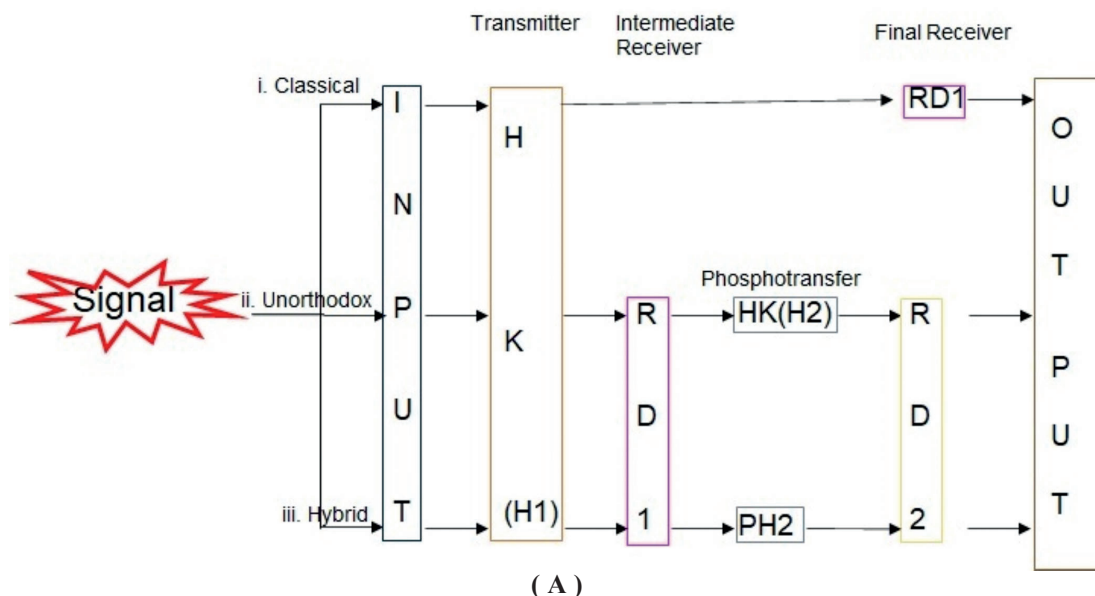 Transmitter
Intermediate
Receiver
Final Receiver
i. Classical
I
N
P
U
T
H
K
(H1)
RD1
O
U
T
P
U
T
Signal
ii. Unorthodox
Phosphotransfer
R
D
1
HK(H2)
R
D
2
iii. Hybrid
PH2
( A )